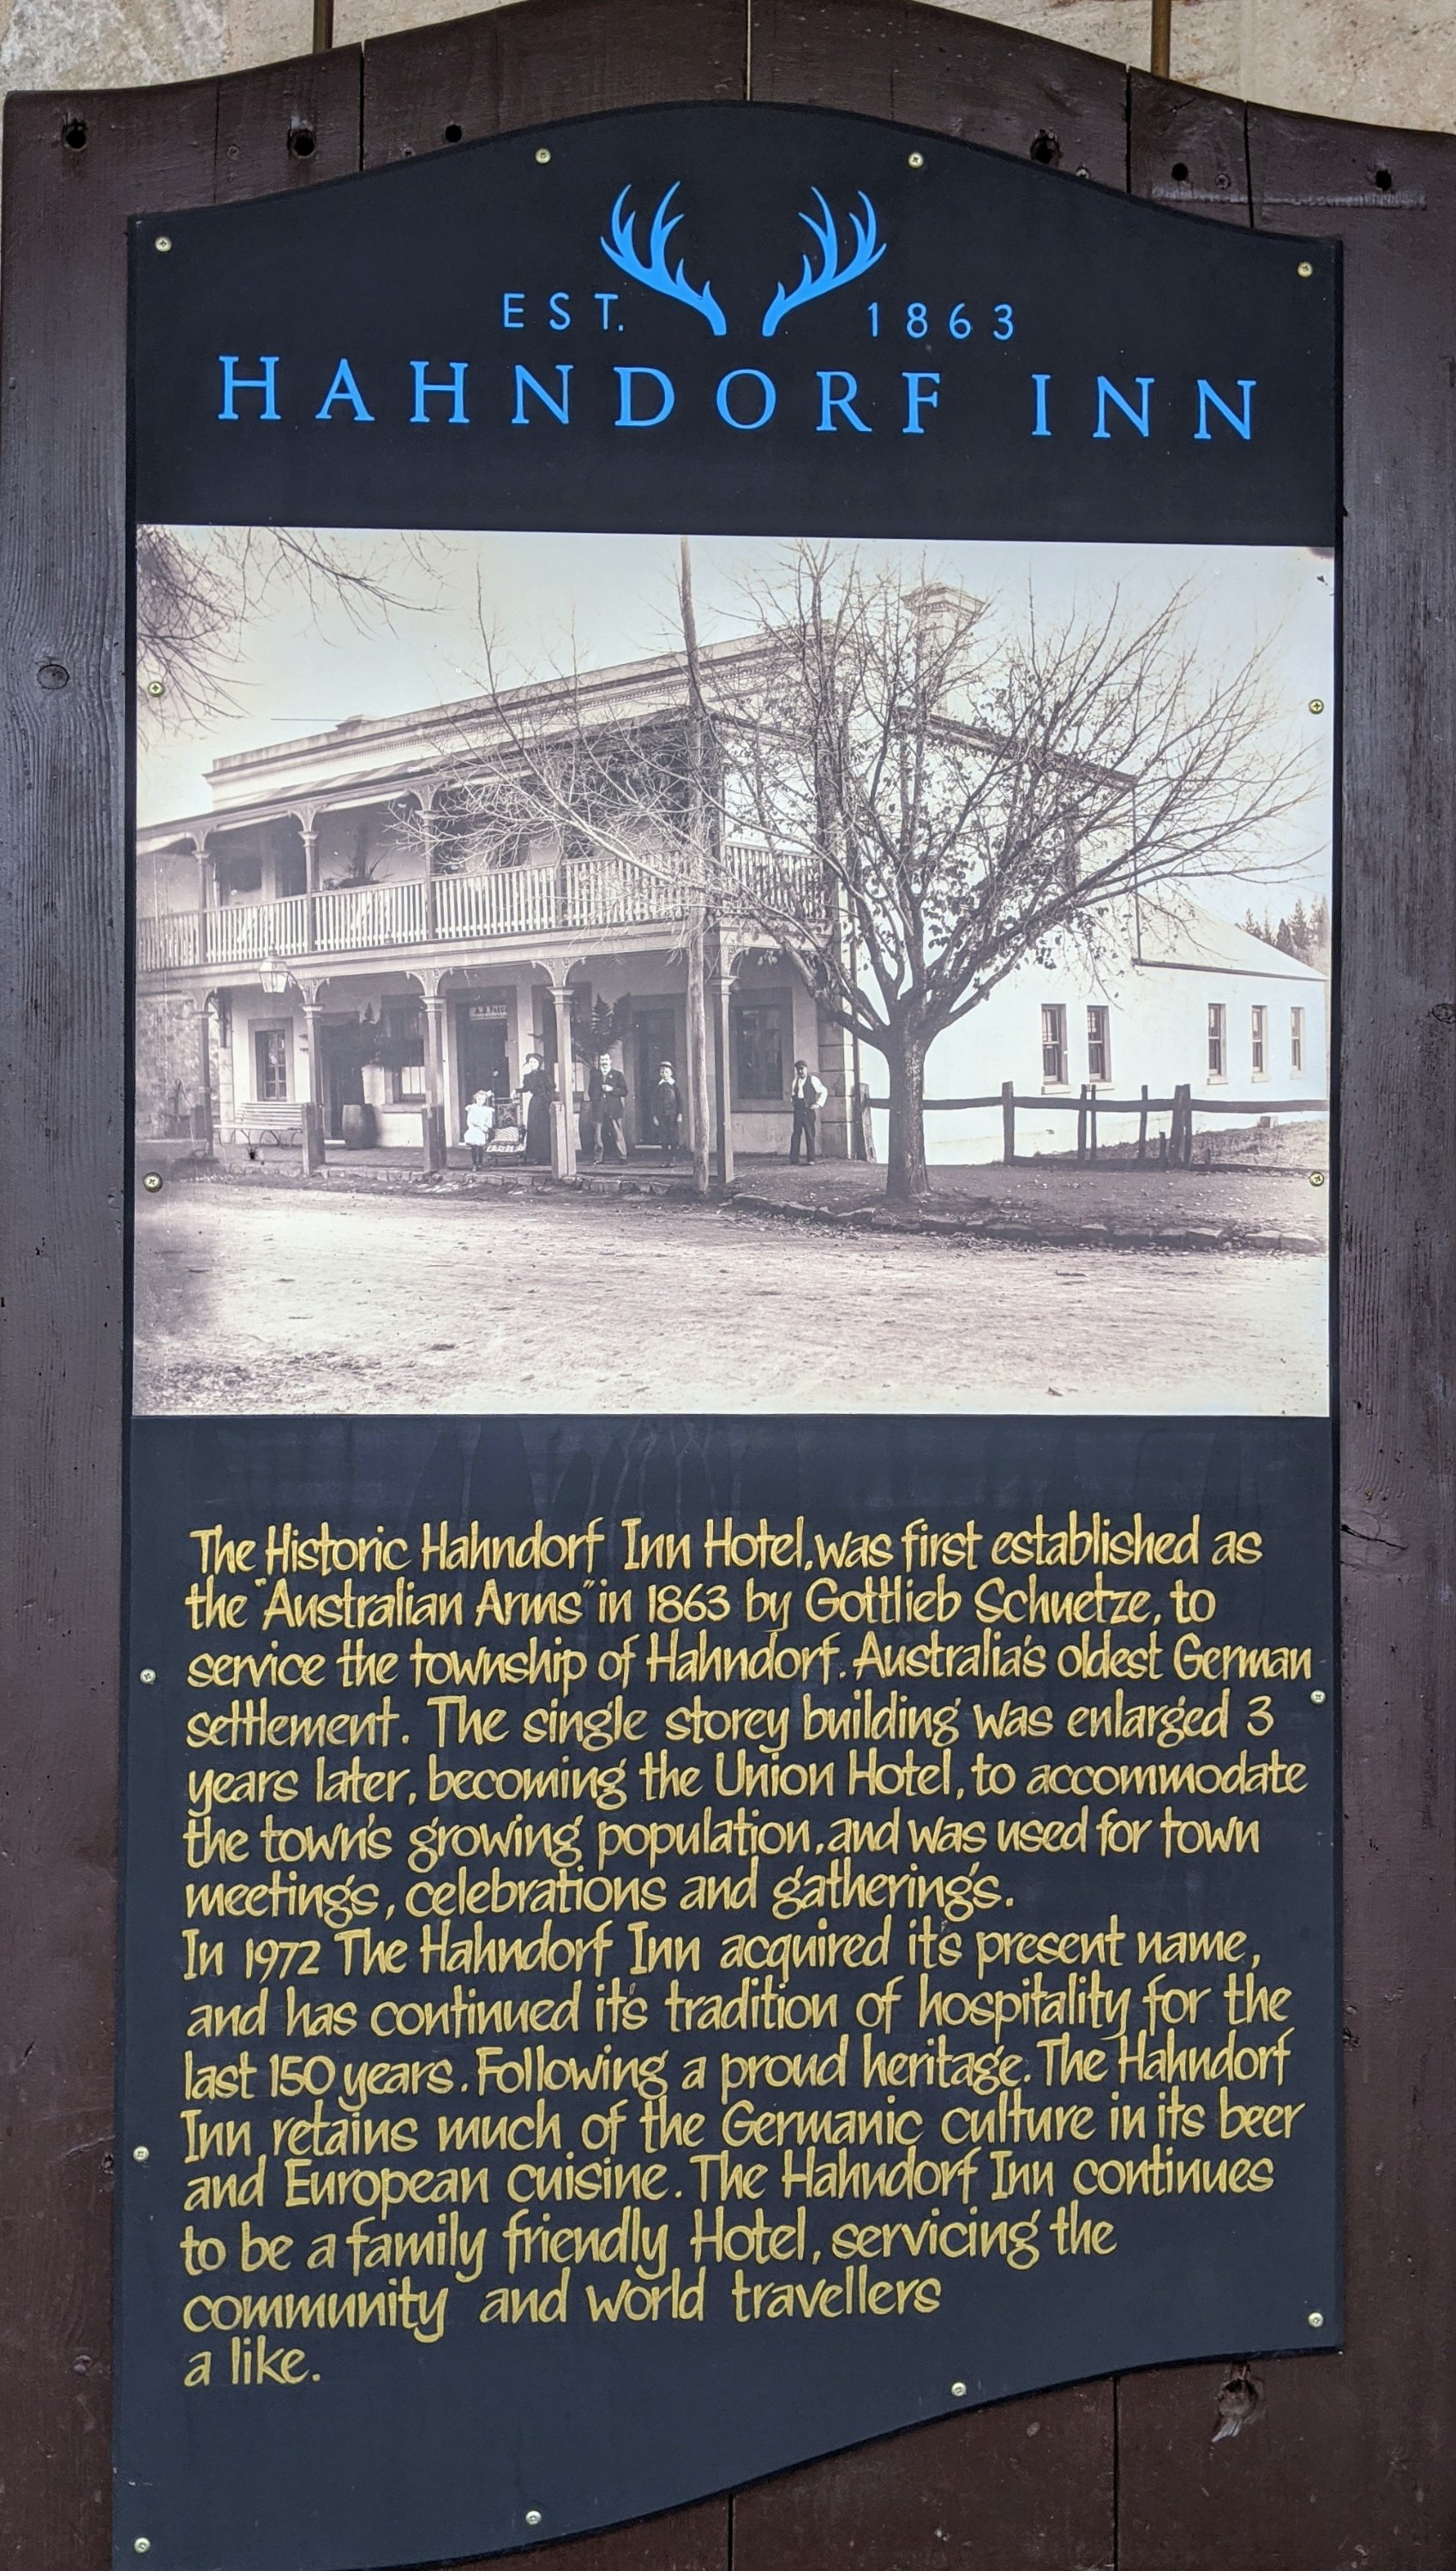 EST. 1863
HAHNDORF INN
The Historic Hahndorf Inn Hotel, was first established as
the "Australian Arms" in 1863 by Gottlieb Schuetze, to
service the township of Hahndorf. Australia's oldest German
settlement. The single storey building was enlarged 3
years later, becoming the Union Hotel, to accommodate
the town's growing population, and was used for town
meetings, celebrations and gatherings.
In 1972 The Hahndorf Inn acquired it's present name,
and has continued it's tradition of hospitality for the
last 150 years. Following a proud heritage. The Hahndorf
Inn retains much of the Germanic culture in its beer
and European cuisine. The Hahndorf Inn continues
to be a family friendly Hotel, servicing the
community and world travellers
a like.